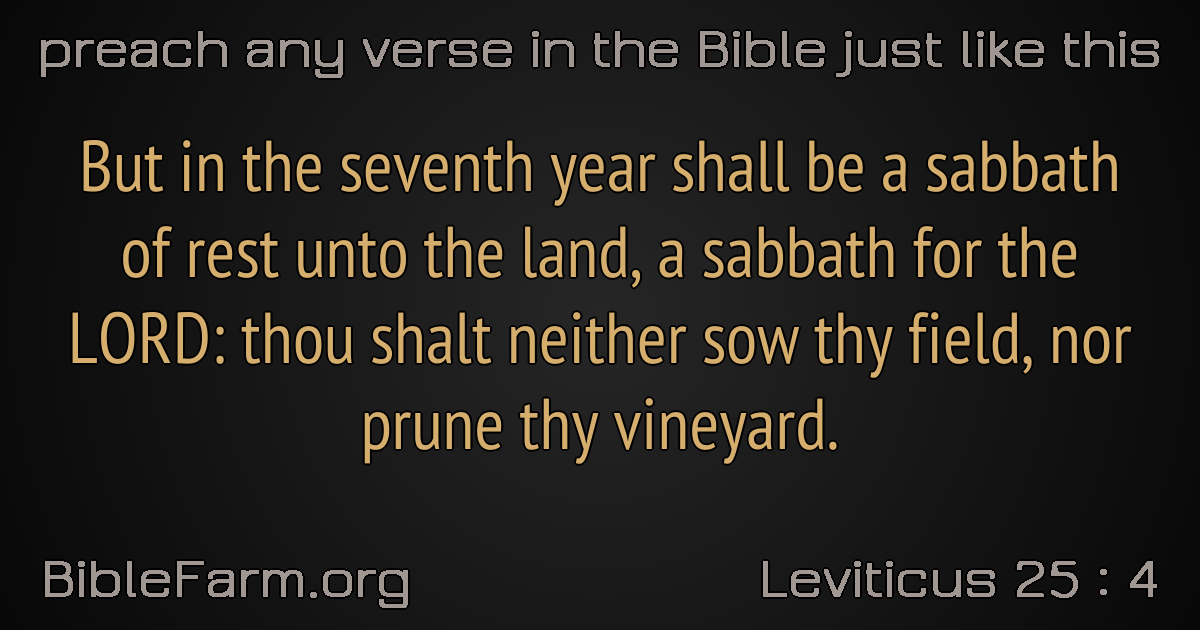 preach any verse in the Bible just like this
But in the seventh year shall be a sabbath
of rest unto the land, a sabbath for the
LORD: thou shalt neither sow thy field, nor
prune thy vineyard.
BibleFarm.org
Leviticus 25 : 4